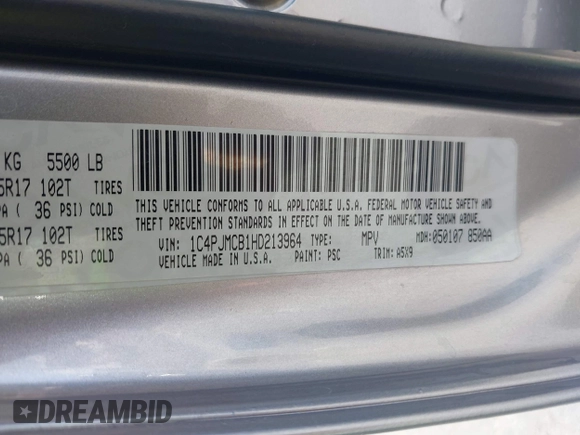 KG 5500 LB
5R17 102T TIRES
PA ( 36 PSI) COLD
5R17 102T TIRES
PA ( 36 PSI) COLD
THIS VEHICLE CONFORMS TO ALL APPLICABLE U.S.A. FEDERAL MOTOR VEHICLE SAFETY AND
THEFT PREVENTION STANDARDS IN EFFECT ON THE DATE OF MANUFACTURE SHOWN ABOVE.
VIN: 1C4PJMCB1HD213964 TYPE: MPV MDH: 050107 850AA
VEHICLE MADE IN U.S.A. PAINT: PSC TRIM: A5X9
DREAMBID